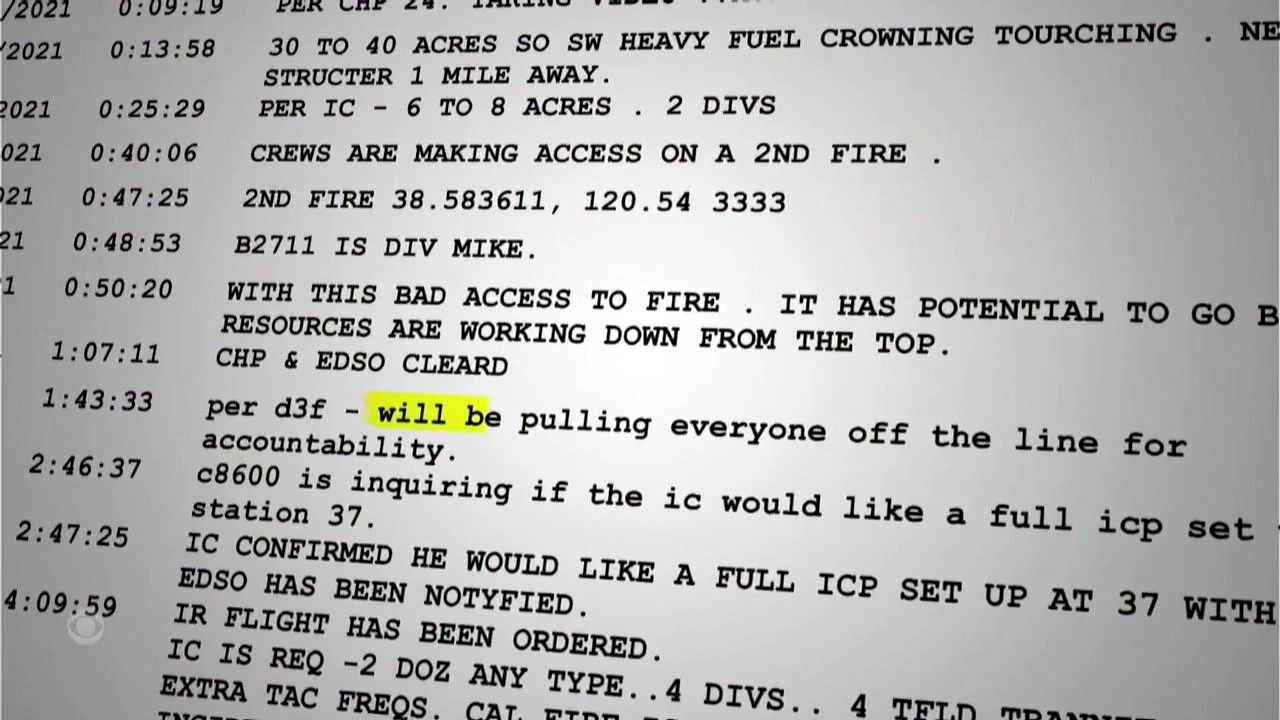 /2021 0:09:19 PER CHP 24. TAKING VIDEO
/2021 0:13:58 30 TO 40 ACRES SO SW HEAVY FUEL CROWNING TOURCHING . NE
STRUCTER 1 MILE AWAY.
2021 0:25:29 PER IC - 6 TO 8 ACRES . 2 DIVS
021 0:40:06 CREWS ARE MAKING ACCESS ON A 2ND FIRE .
021 0:47:25 2ND FIRE 38.583611, 120.54 3333
21 0:48:53 B2711 IS DIV MIKE.
1 0:50:20 WITH THIS BAD ACCESS TO FIRE . IT HAS POTENTIAL TO GO B
RESOURCES ARE WORKING DOWN FROM THE TOP.
1:07:11 CHP & EDSO CLEARD
1:43:33 per d3f - will be pulling everyone off the line for
accountability.
2:46:37 c8600 is inquiring if the ic would like a full icp set
station 37.
2:47:25 IC CONFIRMED HE WOULD LIKE A FULL ICP SET UP AT 37 WITH
EDSO HAS BEEN NOTYFIED.
4:09:59 IR FLIGHT HAS BEEN ORDERED.
IC IS REQ -2 DOZ ANY TYPE..4 DIVS.. 4 TFLD
EXTRA TAC FREQS. CAL FIRE